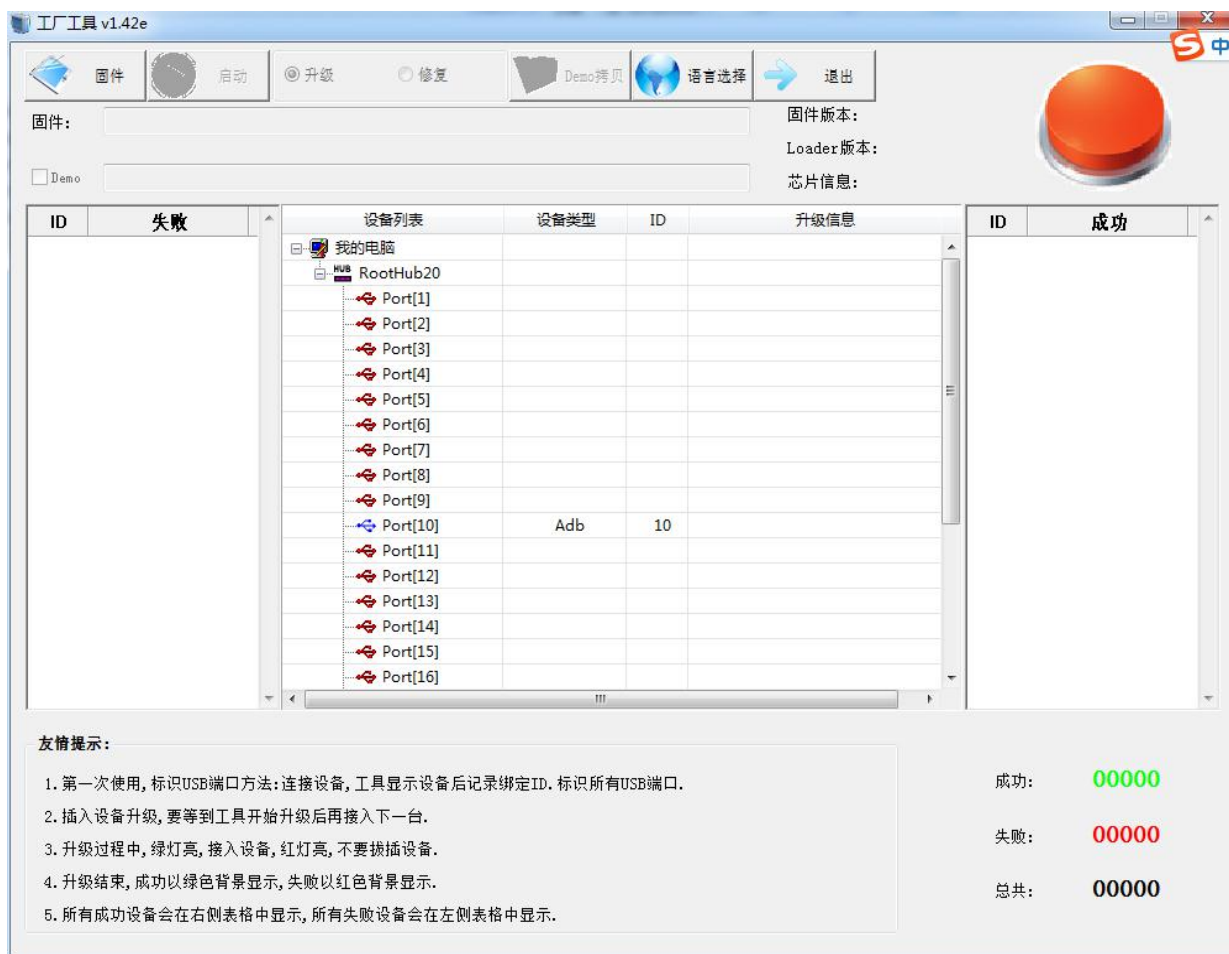 工厂工具 v1.42e
中
固件 启动 升级 修复 Demo拷贝 语言选择 退出
固件:
固件版本:
Loader版本:
Demo
芯片信息:
ID 失败 设备列表 设备类型 ID 升级信息 ID 成功
我的电脑
HUB RootHub20
Port[1]
Port[2]
Port[3]
Port[4]
Port[5]
Port[6]
Port[7]
Port[8]
Port[9]
Port[10] Adb 10
Port[11]
Port[12]
Port[13]
Port[14]
Port[15]
Port[16]
友情提示:
1.第一次使用,标识USB端口方法:连接设备,工具显示设备后记录绑定ID.标识所有USB端口.
2.插入设备升级,要等到工具开始升级后再接入下一台.
3.升级过程中,绿灯亮,接入设备,红灯亮,不要拔插设备.
4.升级结束,成功以绿色背景显示,失败以红色背景显示.
5.所有成功设备会在右侧表格中显示,所有失败设备会在左侧表格中显示.
成功: 00000
失败: 00000
总共: 00000